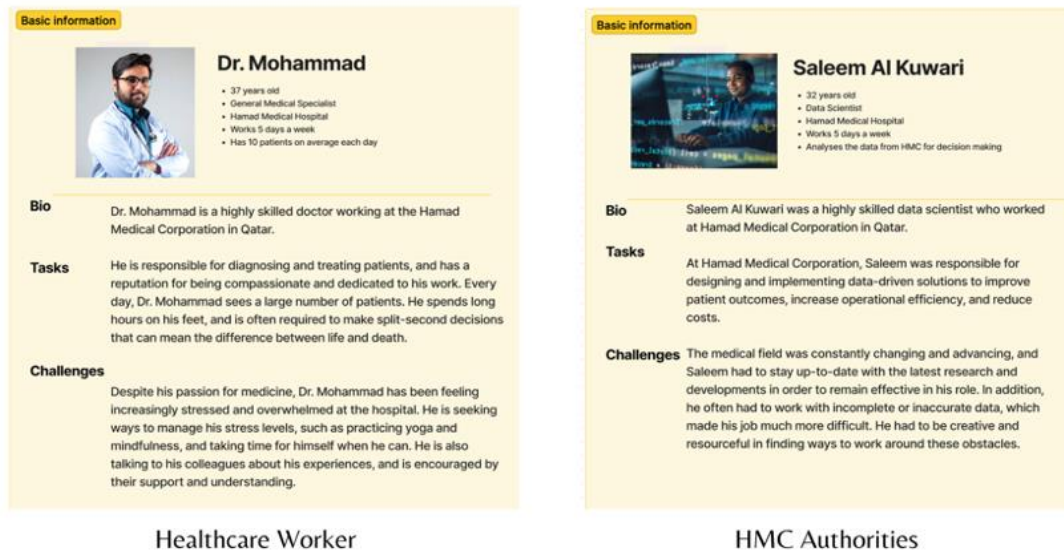 Basic information
Dr. Mohammad
• 37 years old
• General Medical Specialist
• Hamad Medical Hospital
• Works 5 days a week
• Has 10 patients on average each day
Bio
Dr. Mohammad is a highly skilled doctor working at the Hamad
Medical Corporation in Qatar.
Tasks
He is responsible for diagnosing and treating patients, and has a
reputation for being compassionate and dedicated to his work. Every
day, Dr. Mohammad sees a large number of patients. He spends long
hours on his feet, and is often required to make split-second decisions
that can mean the difference between life and death.
Challenges
Despite his passion for medicine, Dr. Mohammad has been feeling
increasingly stressed and overwhelmed at the hospital. He is seeking
ways to manage his stress levels, such as practicing yoga and
mindfulness, and taking time for himself when he can. He is also
talking to his colleagues about his experiences, and is encouraged by
their support and understanding.
Healthcare Worker
Basic information
Saleem Al Kuwari
• 32 years old
• Data Scientist
• Hamad Medical Hospital
• Works 5 days a week
• Analyses the data from HMC for decision making
Bio
Saleem Al Kuwari was a highly skilled data scientist who worked
at Hamad Medical Corporation in Qatar.
Tasks
At Hamad Medical Corporation, Saleem was responsible for
designing and implementing data-driven solutions to improve
patient outcomes, increase operational efficiency, and reduce
costs.
Challenges
The medical field was constantly changing and advancing, and
Saleem had to stay up-to-date with the latest research and
developments in order to remain effective in his role. In addition,
he often had to work with incomplete or inaccurate data, which
made his job much more difficult. He had to be creative and
resourceful in finding ways to work around these obstacles.
HMC Authorities